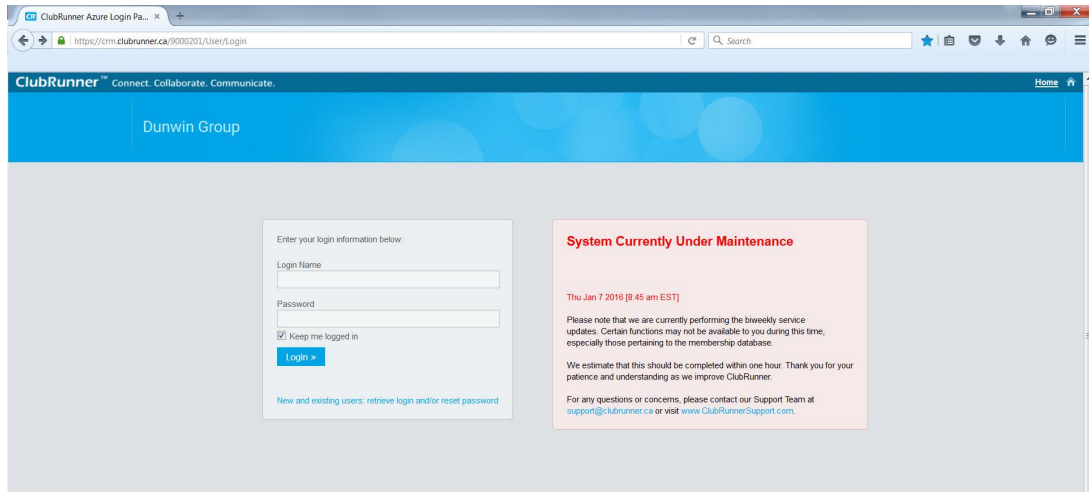 ClubRunner Azure Login Pa... × +
https://crm.clubrunner.ca/9000201/User/Login
Search
ClubRunner™ Connect. Collaborate. Communicate.
Home
Dunwin Group
Enter your login information below:
Login Name
Password
Keep me logged in
Login »
New and existing users: retrieve login and/or reset password
System Currently Under Maintenance
Thu Jan 7 2016 [8:45 am EST]
Please note that we are currently performing the biweekly service
updates. Certain functions may not be available to you during this time,
especially those pertaining to the membership database.
We estimate that this should be completed within one hour. Thank you for your
patience and understanding as we improve ClubRunner.
For any questions or concerns, please contact our Support Team at
support@clubrunner.ca or visit www.ClubRunnerSupport.com.